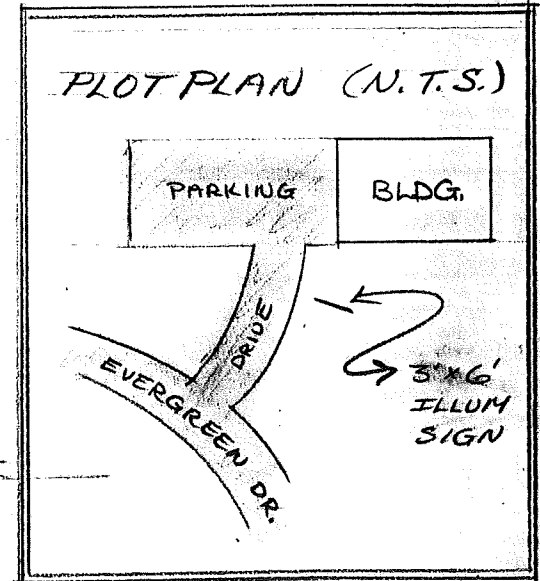 PLOT PLAN (N.T.S.)
PARKING
BLDG.
DRIVE
3'x6'
ILLUM
SIGN
EVERGREEN DR.